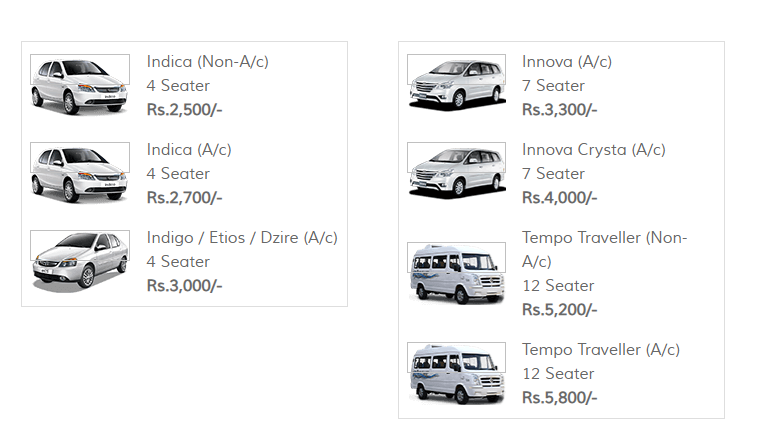 Indica (Non-A/c)
4 Seater
Rs.2,500/-
Indica (A/c)
4 Seater
Rs.2,700/-
Indigo / Etios / Dzire (A/c)
4 Seater
Rs.3,000/-
Innova (A/c)
7 Seater
Rs.3,300/-
Innova Crysta (A/c)
7 Seater
Rs.4,000/-
Tempo Traveller (Non-
A/c)
12 Seater
Rs.5,200/-
Tempo Traveller (A/c)
12 Seater
Rs.5,800/-